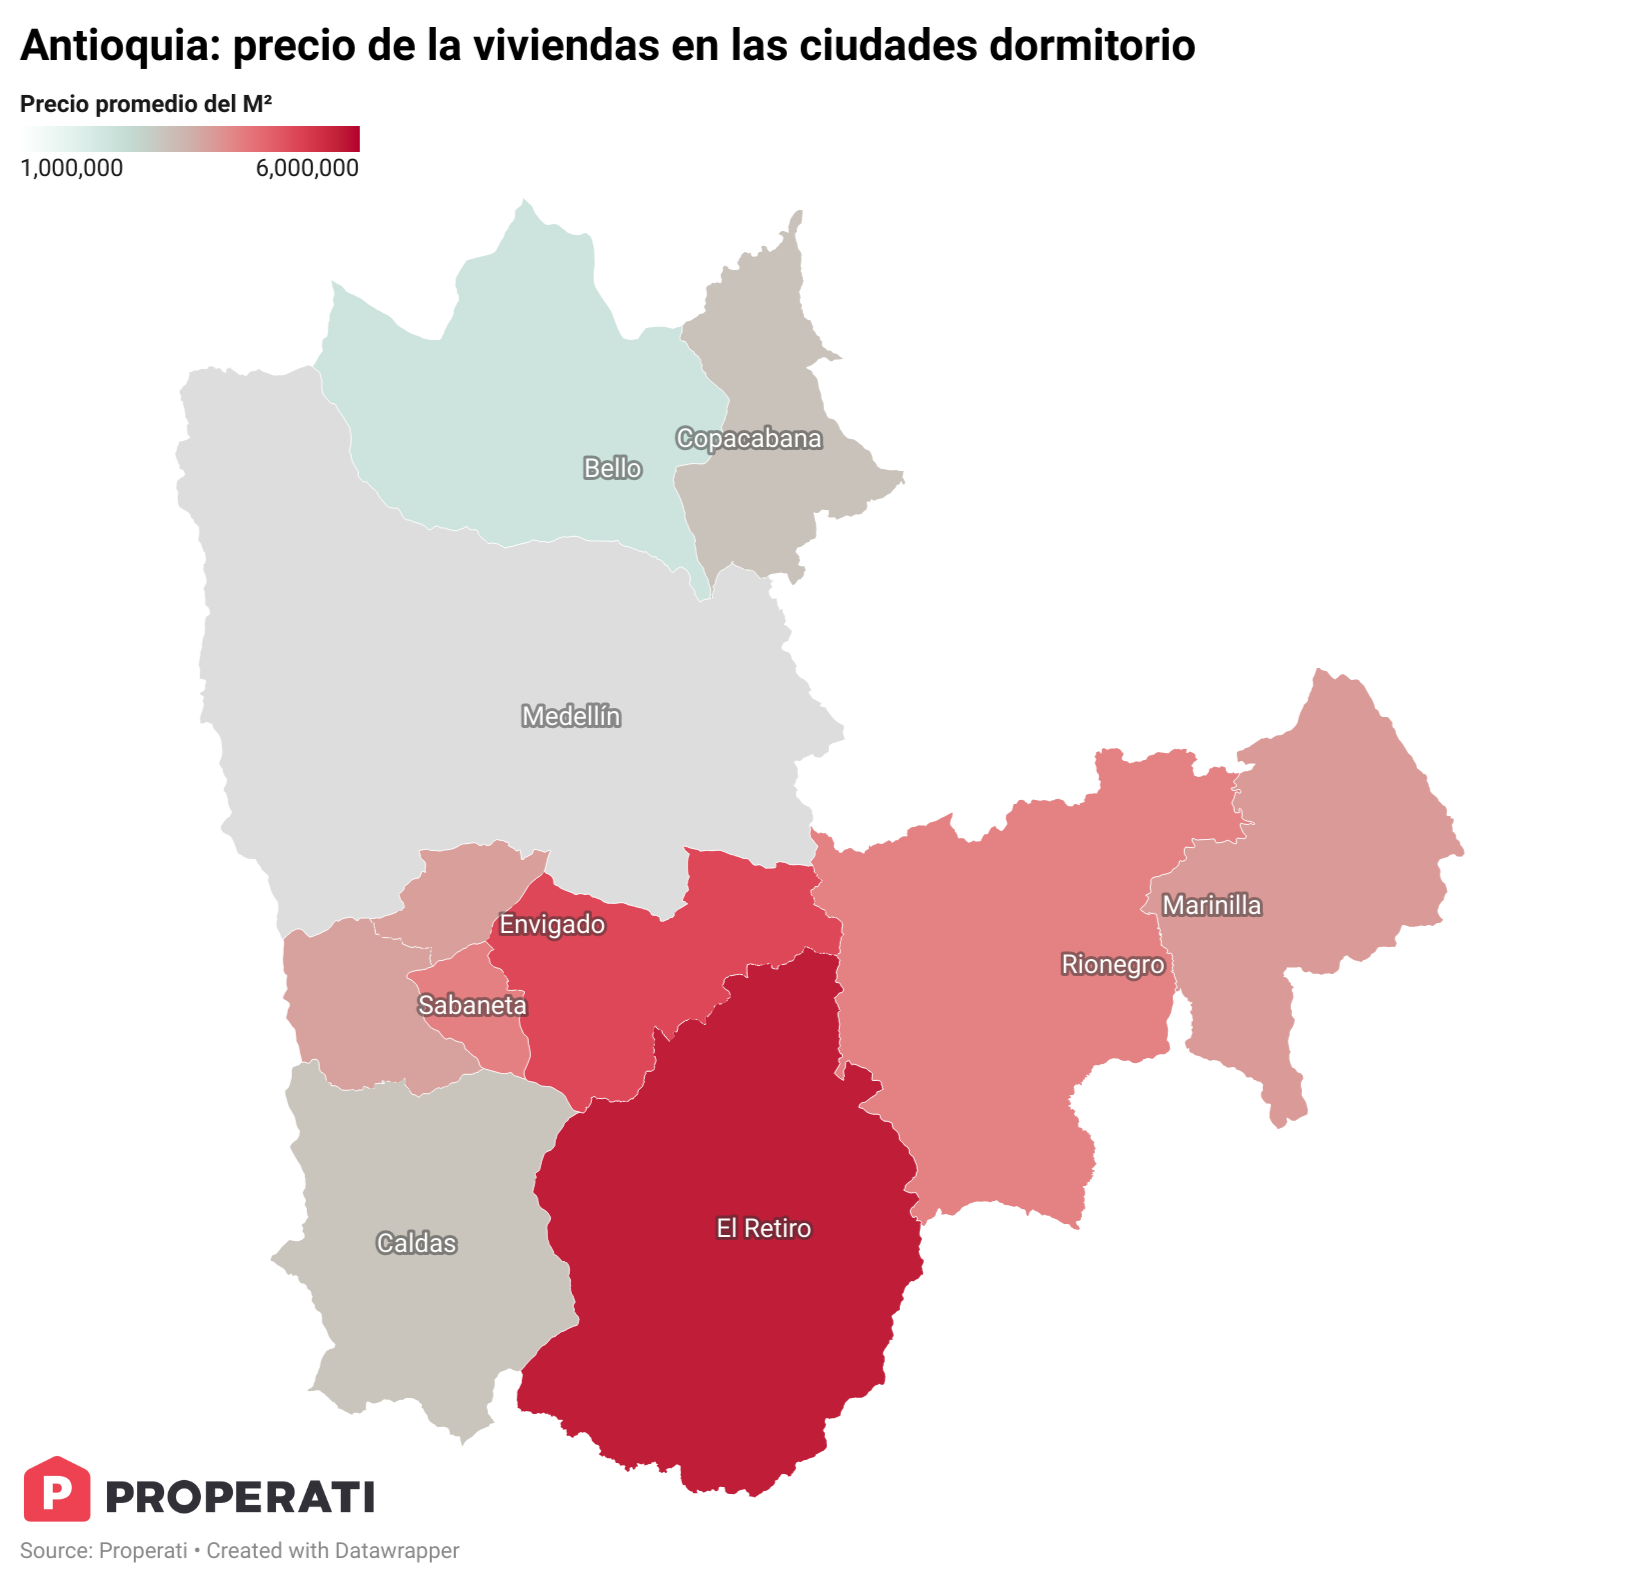 Antioquia: precio de la viviendas en las ciudades dormitorio
Precio promedio del M²
1,000,000 6,000,000
Copacabana
Bello
Medellín
Marinilla
Envigado
Rionegro
Sabaneta
El Retiro
Caldas
P PROPERATI
Source: Properati • Created with Datawrapper